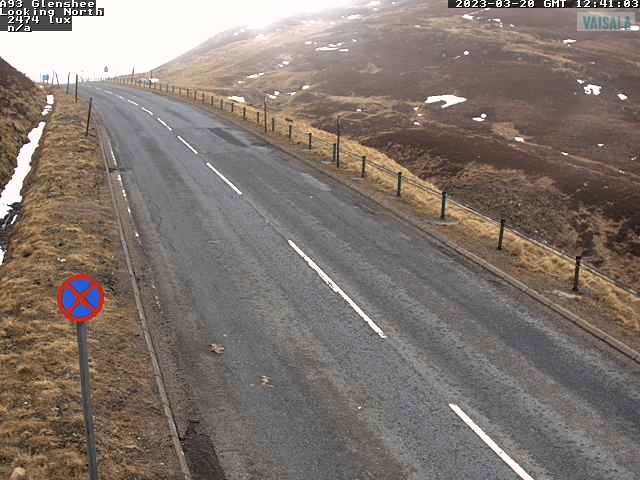 A93 Glenshee
Looking North
2474 lux
n/a
2023-03-20 GMT 12:41:03
VAISALA